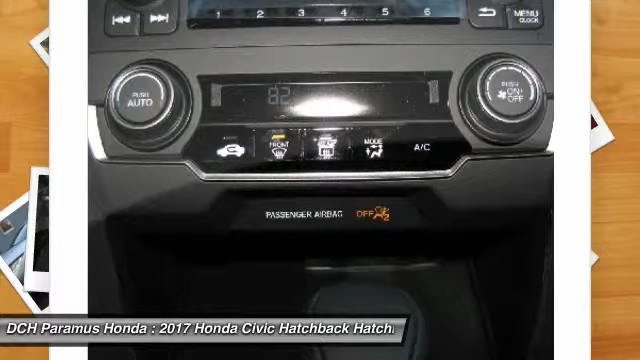 1 2 3 4 5 6
MENU
CLOCK
PUSH
AUTO
82
PUSH
ON/
OFF
FRONT
REAR
MODE
A/C
PASSENGER AIRBAG OFF
DCH Paramus Honda : 2017 Honda Civic Hatchback Hatch